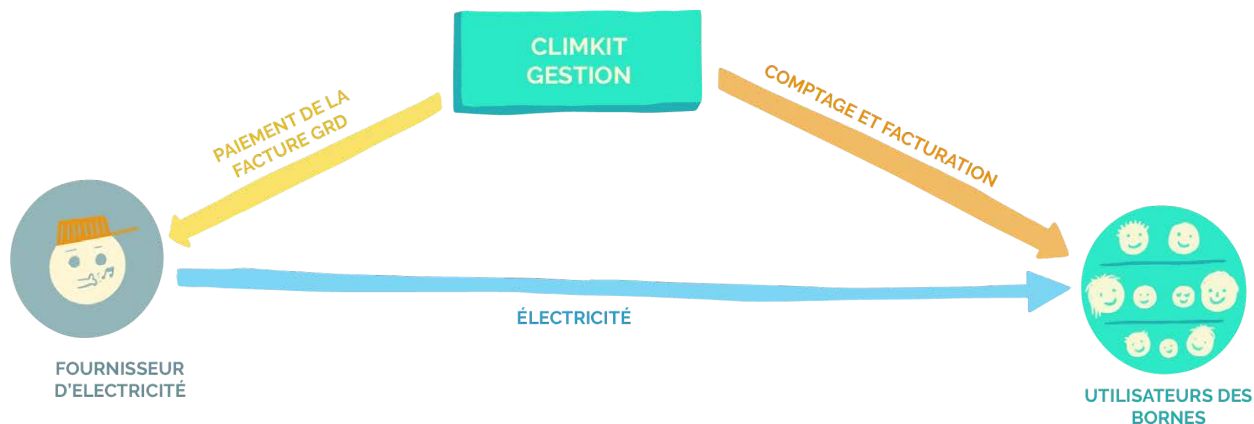 CLIMKIT
GESTION
PAIEMENT DE LA
FACTURE GRD
COMPTAGE ET FACTURATION
ÉLECTRICITÉ
FOURNISSEUR
D'ELECTRICITÉ
UTILISATEURS DES
BORNES